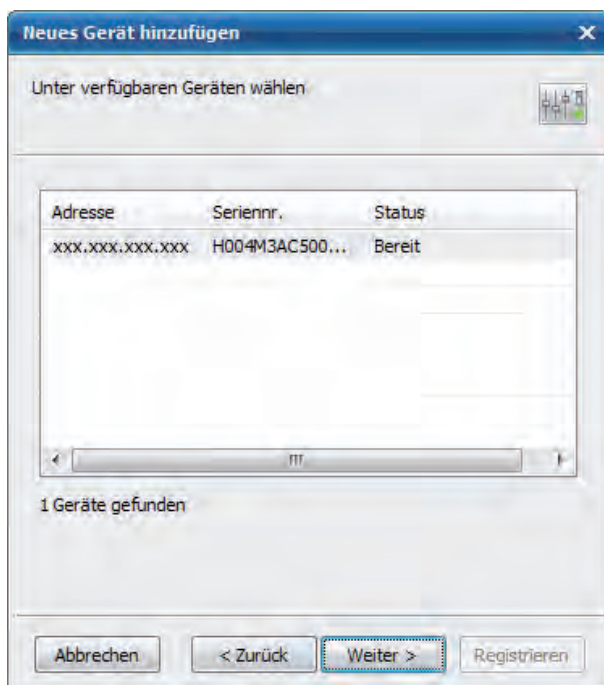 Neues Gerät hinzufügen
Unter verfügbaren Geräten wählen
Adresse Seriennr. Status
xxx.xxx.xxx.xxx H004M3AC500... Bereit
1 Geräte gefunden
Abbrechen < Zurück Weiter > Registrieren